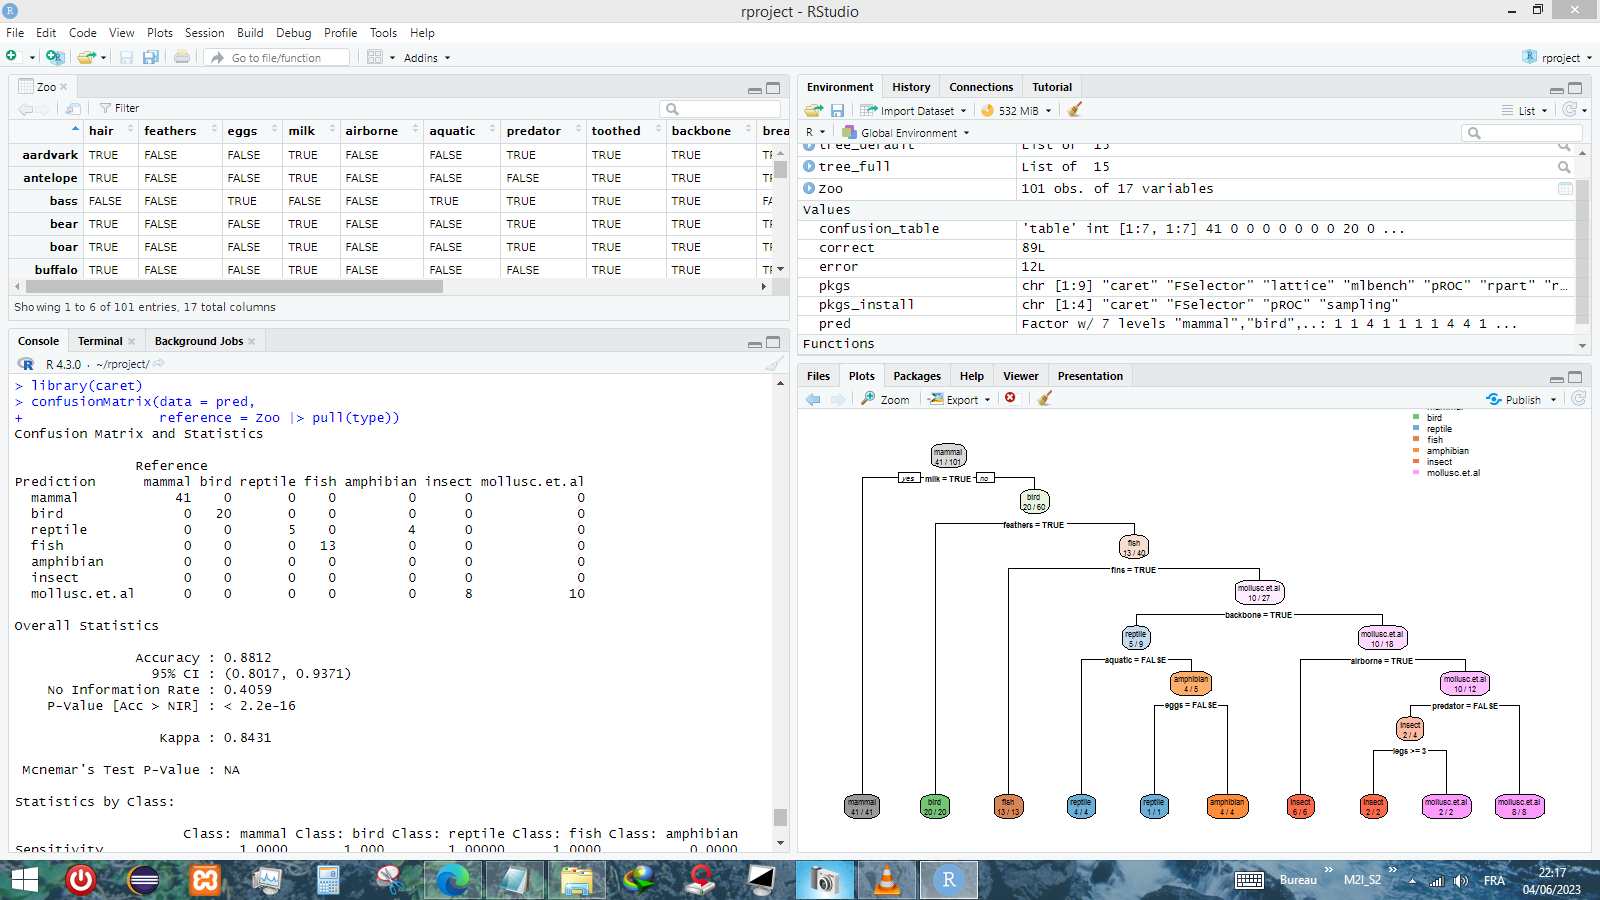 rproject - RStudio
File Edit Code View Plots Session Build Debug Profile Tools Help
Go to file/function Addins rproject
Zoo
Filter
hair feathers eggs milk airborne aquatic predator toothed backbone brea
aardvark TRUE FALSE FALSE TRUE FALSE FALSE TRUE TRUE TRUE
antelope TRUE FALSE FALSE TRUE FALSE FALSE FALSE TRUE TRUE
bass FALSE FALSE TRUE FALSE FALSE TRUE TRUE TRUE TRUE
bear TRUE FALSE FALSE TRUE FALSE FALSE TRUE TRUE TRUE
boar TRUE FALSE FALSE TRUE FALSE FALSE TRUE TRUE TRUE
buffalo TRUE FALSE FALSE TRUE FALSE FALSE FALSE TRUE TRUE
Showing 1 to 6 of 101 entries, 17 total columns
Console Terminal Background Jobs
R 4.3.0 · ~/rproject/
> library(caret)
> confusionMatrix(data = pred,
+ reference = Zoo |> pull(type))
Confusion Matrix and Statistics
Reference
Prediction mammal bird reptile fish amphibian insect mollusc.et.al
mammal 41 0 0 0 0 0 0
bird 0 20 0 0 0 0 0
reptile 0 0 5 0 4 0 0
fish 0 0 0 13 0 0 0
amphibian 0 0 0 0 0 0 0
insect 0 0 0 0 0 0 0
mollusc.et.al 0 0 0 0 0 8 10
Overall Statistics
Accuracy : 0.8812
95% CI : (0.8017, 0.9371)
No Information Rate : 0.4059
P-Value [Acc > NIR] : < 2.2e-16
Kappa : 0.8431
Mcnemar's Test P-Value : NA
Statistics by Class:
Class: mammal Class: bird Class: reptile Class: fish Class: amphibian
Sensitivity 1.0000 1.000 1.00000 1.0000 0.0000
Environment History Connections Tutorial
Import Dataset 532 MiB List
R Global Environment
tree_default List of 15
tree_full List of 15
Zoo 101 obs. of 17 variables
Values
confusion_table 'table' int [1:7, 1:7] 41 0 0 0 0 0 0 0 20 0 ...
correct 89L
error 12L
pkgs chr [1:9] "caret" "FSelector" "lattice" "mlbench" "pROC" "rpart" "r...
pkgs_install chr [1:4] "caret" "FSelector" "pROC" "sampling"
pred Factor w/ 7 levels "mammal","bird",..: 1 1 4 1 1 1 1 4 4 1 ...
Functions
Files Plots Packages Help Viewer Presentation
Zoom Export Publish
mammal
bird
reptile
fish
amphibian
insect
mollusc.et.al
mammal
41 / 101
yes milk = TRUE no
bird
20 / 60
feathers = TRUE
fish
13 / 40
fins = TRUE
mollusc.et.al
10 / 27
backbone = TRUE
reptile
5 / 9
mollusc.et.al
10 / 18
aquatic = FALSE
airborne = TRUE
amphibian
4 / 5
mollusc.et.al
10 / 12
eggs = FALSE
predator = FALSE
insect
2 / 4
legs >= 3
mammal
41 / 41
bird
20 / 20
fish
13 / 13
reptile
4 / 4
reptile
1 / 1
amphibian
4 / 4
insect
6 / 6
insect
2 / 2
mollusc.et.al
2 / 2
mollusc.et.al
8 / 8
Bureau M2I_S2 FRA
22:17
04/06/2023